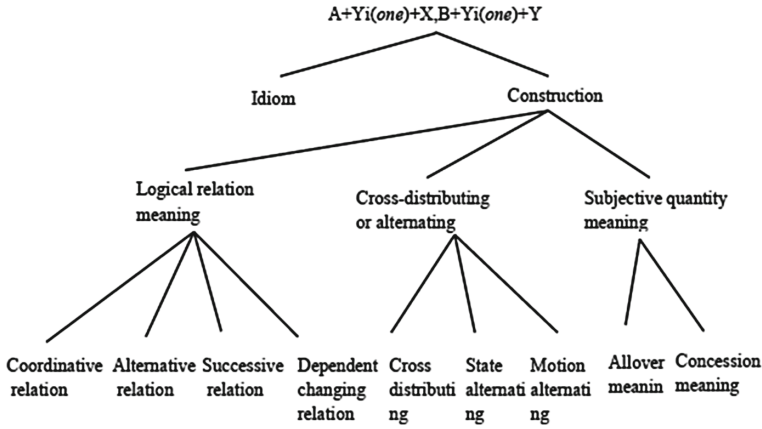 A+Yi(one)+X,B+Yi(one)+Y
Idiom
Construction
Logical relation
meaning
Cross-distributing
or alternating
Subjective quantity
meaning
Coordinative
relation
Alternative
relation
Successive
relation
Dependent
changing
relation
Cross
distributi
ng
State
alternati
ng
Motion
alternati
ng
Allover
meanin
Concession
meaning